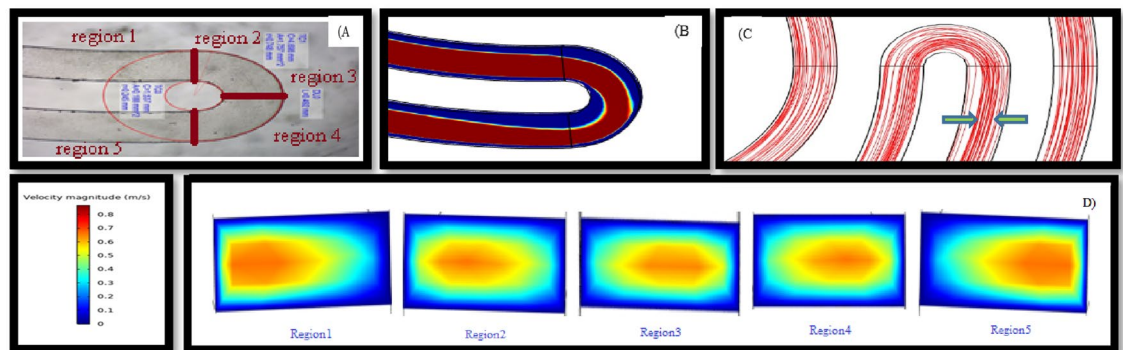 region 1
region 2
(A
region 3
region 4
region 5
(B)
(C
Velocity magnitude (m/s)
0.8
0.7
0.6
0.5
0.4
0.3
0.2
0.1
0
D)
Region1
Region2
Region3
Region4
Region5